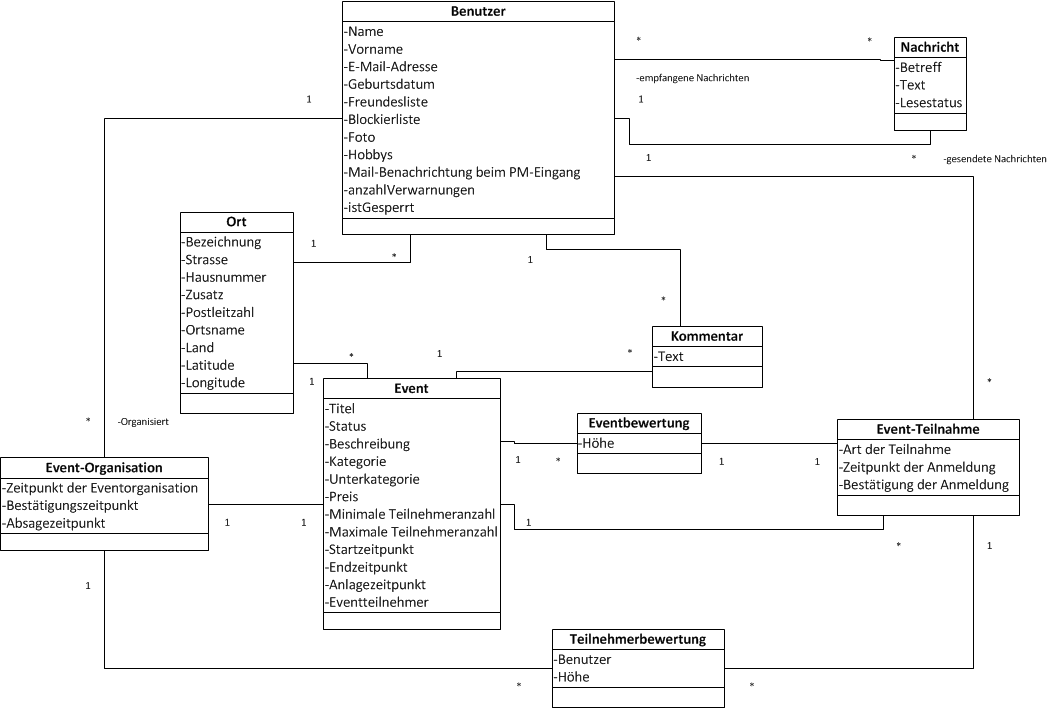 Benutzer
-Name
-Vorname
-E-Mail-Adresse
-Geburtsdatum
-Freundesliste
-Blockierliste
-Foto
-Hobbys
-Mail-Benachrichtung beim PM-Eingang
-anzahlVerwarnungen
-istGesperrt
*
*
-empfangene Nachrichten
1
1
*
-gesendete Nachrichten
Nachricht
-Betreff
-Text
-Lesestatus
1
Ort
-Bezeichnung
-Strasse
-Hausnummer
-Zusatz
-Postleitzahl
-Ortsname
-Land
-Latitude
-Longitude
1
*
1
*
Kommentar
-Text
*
1
*
1
*
*
-Organisiert
Event
-Titel
-Status
-Beschreibung
-Kategorie
-Unterkategorie
-Preis
-Minimale Teilnehmeranzahl
-Maximale Teilnehmeranzahl
-Startzeitpunkt
-Endzeitpunkt
-Anlagezeitpunkt
-Eventteilnehmer
Eventbewertung
-Höhe
1
*
1
1
Event-Teilnahme
-Art der Teilnahme
-Zeitpunkt der Anmeldung
-Bestätigung der Anmeldung
Event-Organisation
-Zeitpunkt der Eventorganisation
-Bestätigungszeitpunkt
-Absagezeitpunkt
1
1
1
*
1
1
Teilnehmerbewertung
-Benutzer
-Höhe
*
*